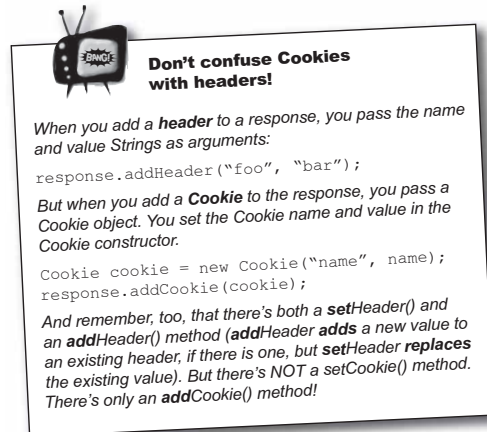 BANG!
Don't confuse Cookies
with headers!
When you add a header to a response, you pass the name
and value Strings as arguments:
response.addHeader(“foo”, “bar”);
But when you add a Cookie to the response, you pass a
Cookie object. You set the Cookie name and value in the
Cookie constructor.
Cookie cookie = new Cookie(“name”, name);
response.addCookie(cookie);
And remember, too, that there's both a setHeader() and
an addHeader() method (addHeader adds a new value to
an existing header, if there is one, but setHeader replaces
the existing value). But there's NOT a setCookie() method.
There's only an addCookie() method!